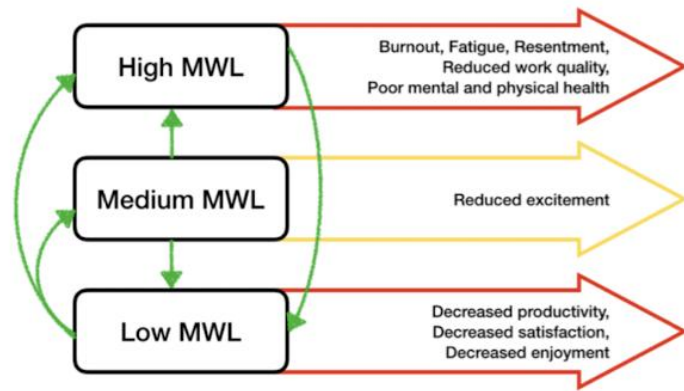 High MWL
Burnout, Fatigue, Resentment,
Reduced work quality,
Poor mental and physical health
Medium MWL
Reduced excitement
Low MWL
Decreased productivity,
Decreased satisfaction,
Decreased enjoyment